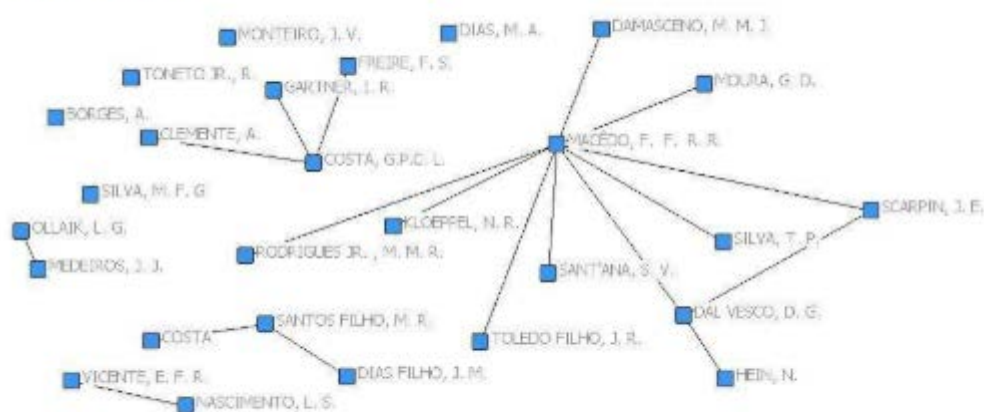 DIAS, M. A.
DAMASCENO, M. M. J.
MONTEIRO, J. V.
FREIRE, F. S.
TONETO JR., R.
GARTNER, I. R.
MOURA, G. D.
BORGES, A.
CLEMENTE, A.
MACÊDO, F. F. R. R.
COSTA, G.P.C. L.
SILVA, M. F. G
SCARPIN, J. E.
OLLAIK, L. G.
KLOEPPEL, N. R.
SILVA, T. P.
RODRIGUES JR., M. M. R.
MEDEIROS, J. J.
SANT'ANA, S. V.
DAL VESCO, D. G.
SANTOS FILHO, M. R.
COSTA
TOLEDO FILHO, J. R.
VICENTE, E. F. R.
DIAS FILHO, J. M.
HEIN, N.
NASCIMENTO, L. S.